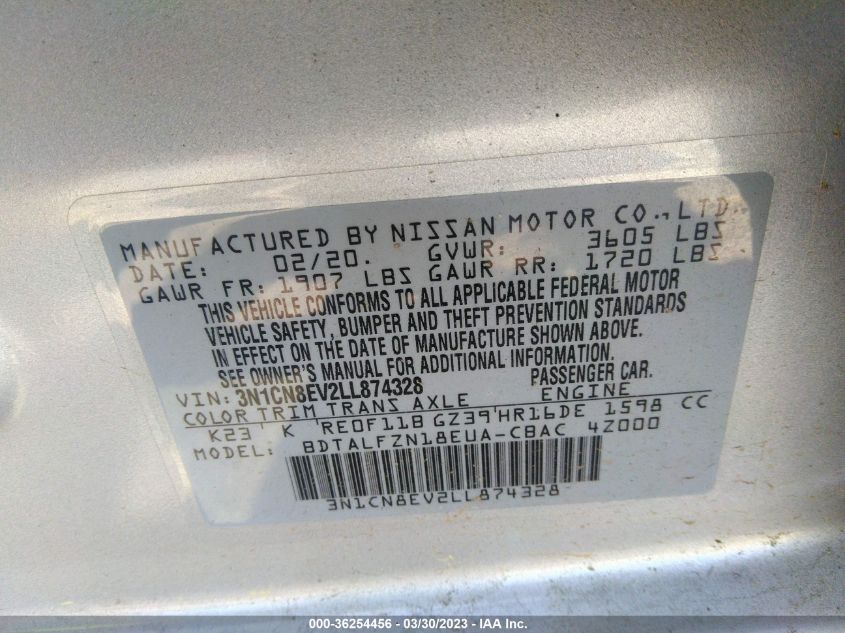 MANUFACTURED BY NISSAN MOTOR CO., LTD.
DATE: 02/20. GVWR: 3605 LBS
GAWR FR: 1907 LBS GAWR RR: 1720 LBS
THIS VEHICLE CONFORMS TO ALL APPLICABLE FEDERAL MOTOR
VEHICLE SAFETY, BUMPER AND THEFT PREVENTION STANDARDS
IN EFFECT ON THE DATE OF MANUFACTURE SHOWN ABOVE.
SEE OWNER'S MANUAL FOR ADDITIONAL INFORMATION.
VIN: 3N1CN8EV2LL874328 PASSENGER CAR.
COLOR TRIM TRANS AXLE ENGINE
K23' K 'RE0F11B GZ39'HR16DE 1598 CC
MODEL: BDTALFZN18EUA-CBAC 4Z000
3N1CN8EV2LL874328
000-36254456 - 03/30/2023 - IAA Inc.